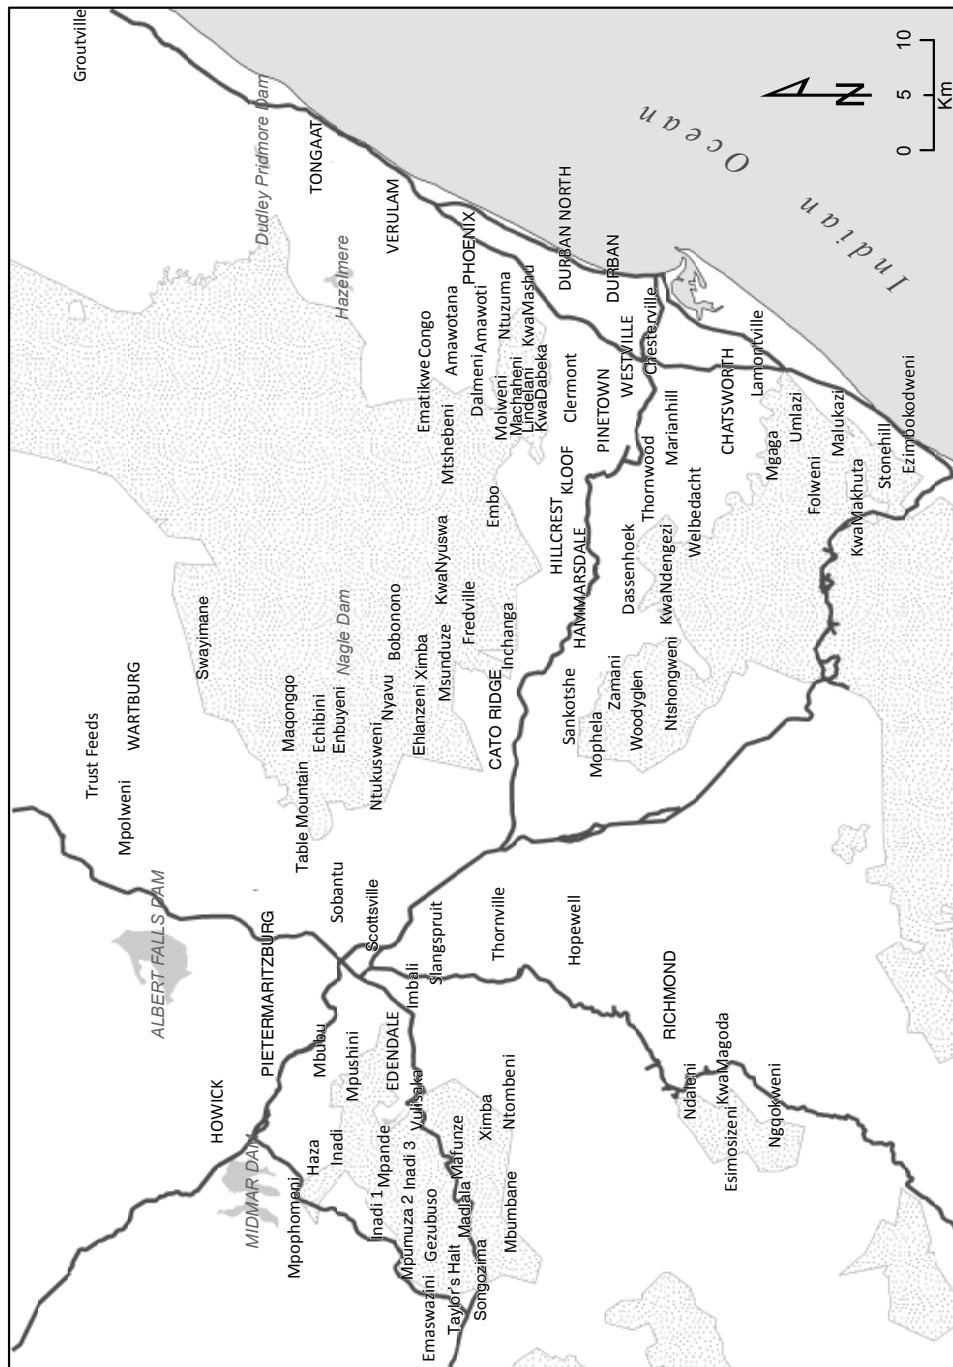 Groutville
Trust Feeds
Mpolweni
WARTBURG
ALBERT FALLS DAM
Dudley Pridmore Dam
TONGAAT
Swayimane
HOWICK
PIETERMARITZBURG
MIDMAR DAM
Hazelmere
VERULAM
Maqongqo
Echibini
Enbuyeni
Nagle Dam
Table Mountain
Sobantu
Scottsville
Mpophomeni
Haza
Inadi
Mbubu
Mpushini
EDENDALE
Imbali
Slangspruit
Ntukusweni
Nyavu
Bobonono
Ehlanzeni
Ximba
Msunduze
KwaNyuswa
Fredville
Inchanga
CATO RIDGE
Mtshebeni
Ematikwe
Congo
Amawotana
Dalmeni
Amawoti
PHOENIX
Embo
Molweni
Machaheni
Lindelani
KwaDabeka
Ntuzuma
KwaMashu
DURBAN NORTH
DURBAN
Clermont
KLOOF
HILLCREST
HAMMARSDALE
PINETOWN
WESTVILLE
Chesterville
Inadi 1
Mpande
Mpumuza 2
Inadi 3
Vulisaka
Gezubuso
Emaswazini
Taylor's Halt
Madlala
Mafunze
Songozima
Ximba
Ntombeni
Mbumbane
Thornville
Hopewell
RICHMOND
Sankotshe
Mophela
Zamani
Woodyglen
Ntshongweni
Dassenhoek
KwaNdengezi
Thornwood
Marianhill
Welbedacht
CHATSWORTH
Lamontville
Ndaleni
KwaMagoda
Esimosizeni
Ngqokweni
Mgaga
Umlazi
Folweni
Malukazi
KwaMakhuta
Stonehill
Ezimbokodweni
Indian Ocean
N
0 5 10
Km